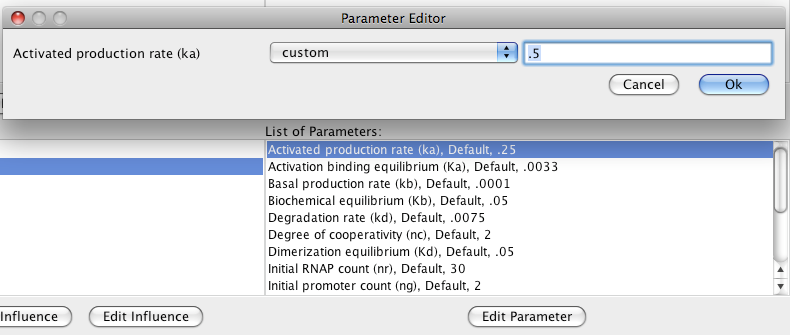 Parameter Editor
Activated production rate (ka) custom .5
Cancel Ok
List of Parameters:
Activated production rate (ka), Default, .25
Activation binding equilibrium (Ka), Default, .0033
Basal production rate (kb), Default, .0001
Biochemical equilibrium (Kb), Default, .05
Degradation rate (kd), Default, .0075
Degree of cooperativity (nc), Default, 2
Dimerization equilibrium (Kd), Default, .05
Initial RNAP count (nr), Default, 30
Initial promoter count (ng), Default, 2
Influence Edit Influence Edit Parameter